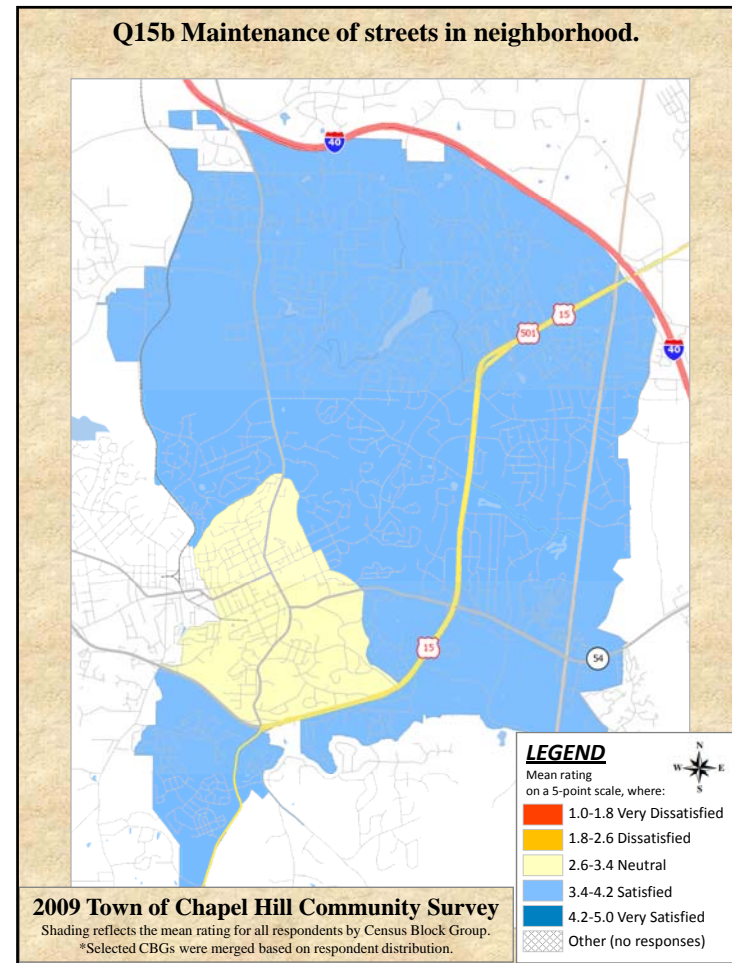 Q15b Maintenance of streets in neighborhood.
40
15
501
40
15
54
LEGEND
Mean rating
on a 5-point scale, where:
N
W E
S
1.0-1.8 Very Dissatisfied
1.8-2.6 Dissatisfied
2.6-3.4 Neutral
3.4-4.2 Satisfied
4.2-5.0 Very Satisfied
Other (no responses)
2009 Town of Chapel Hill Community Survey
Shading reflects the mean rating for all respondents by Census Block Group.
*Selected CBGs were merged based on respondent distribution.